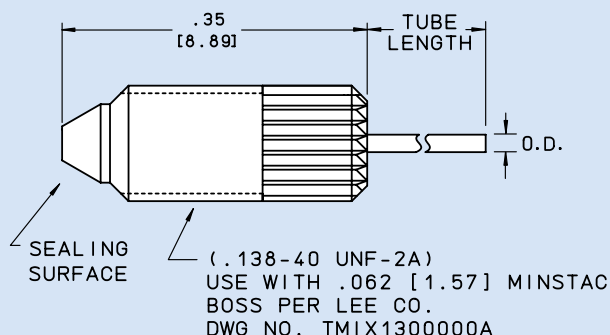 .35
[8.89]
TUBE
LENGTH
O.D.
SEALING
SURFACE
(.138-40 UNF-2A)
USE WITH .062 [1.57] MINSTAC
BOSS PER LEE CO.
DWG NO. TMIX1300000A